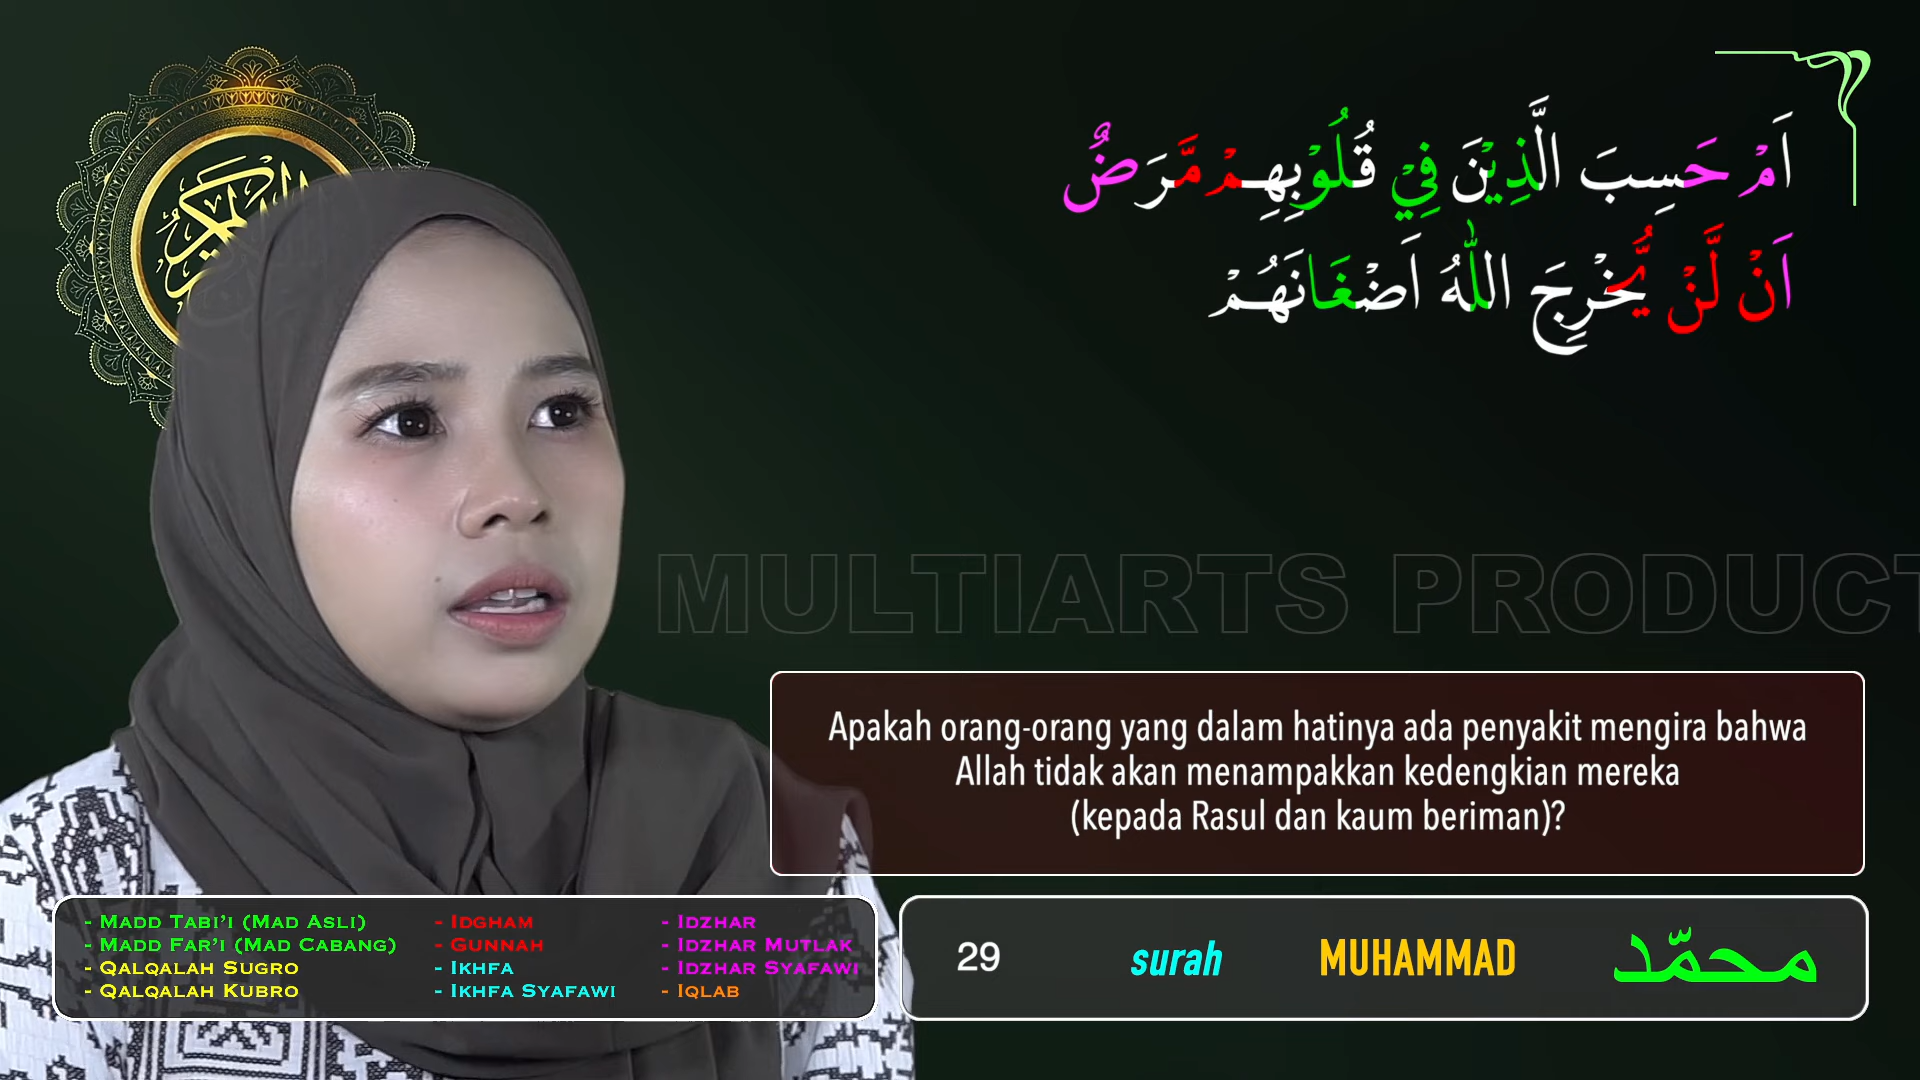 اَمْ حَسِبَ الَّذِيْنَ فِيْ قُلُوْبِهِمْ مَّرَضٌ
اَنْ لَّنْ يُّخْرِجَ اللّٰهُ اَضْغَانَهُمْ
MULTIARTS PRODUCT
Apakah orang-orang yang dalam hatinya ada penyakit mengira bahwa
Allah tidak akan menampakkan kedengkian mereka
(kepada Rasul dan kaum beriman)?
- Madd Tabi'i (Mad Asli)
- Madd Far'i (Mad Cabang)
- Qalqalah Sugro
- Qalqalah Kubro
- Idgham
- Gunnah
- Ikhfa
- Ikhfa Syafawi
- Idzhar
- Idzhar Mutlak
- Idzhar Syafawi
- Iqlab
29 surah MUHAMMAD محمّد